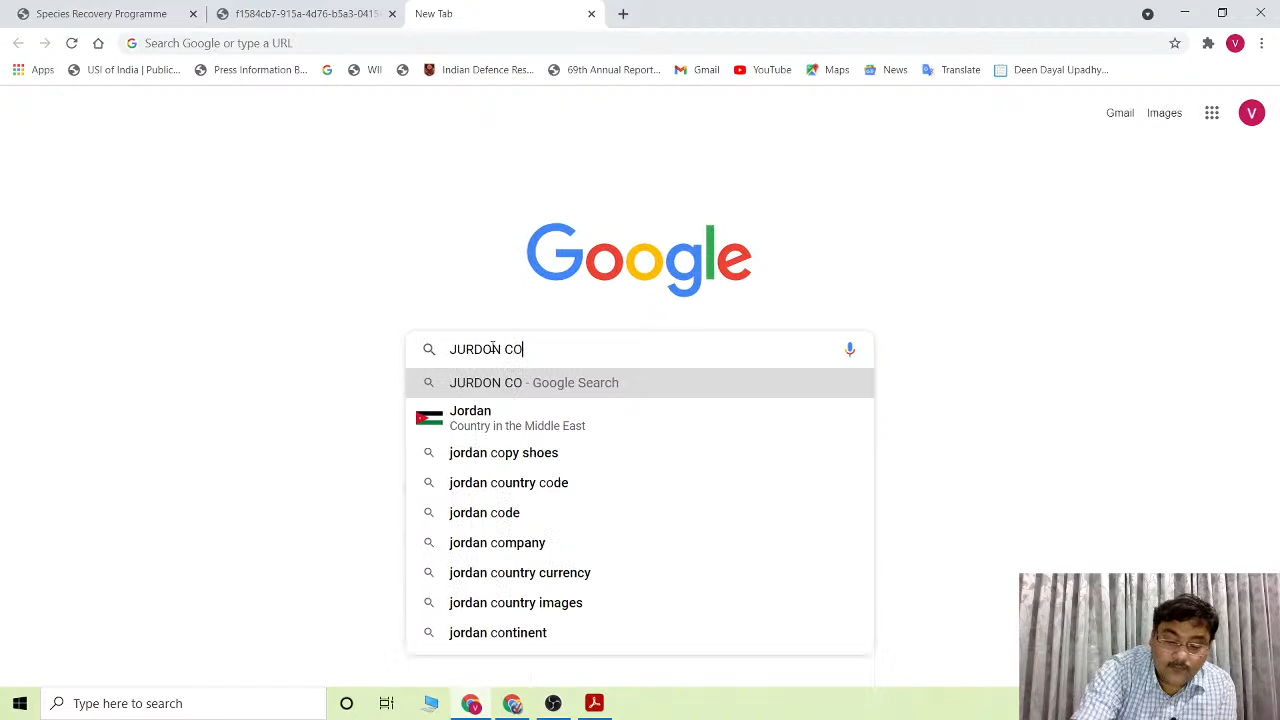 Species Recovery Programme
f1584cb7-915a-4d76-b5a3-0415
New Tab
Search Google or type a URL
V
Apps
USI of India | Public...
Press Information B...
WII
Indian Defence Res...
69th Annual Report...
Gmail
YouTube
Maps
News
Translate
Deen Dayal Upadhy...
Gmail
Images
V
Google
JURDON CO
JURDON CO - Google Search
Jordan
Country in the Middle East
jordan copy shoes
jordan country code
jordan code
jordan company
jordan country currency
jordan country images
jordan continent
Type here to search